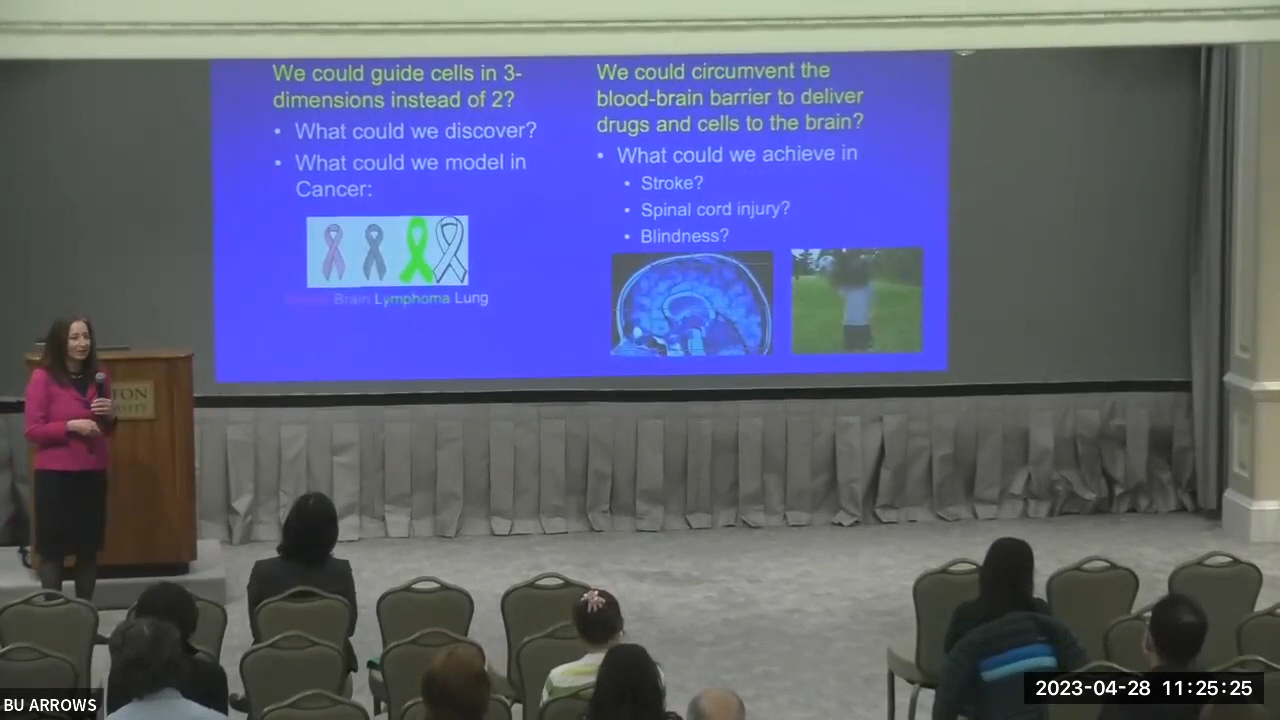 We could guide cells in 3-
dimensions instead of 2?
• What could we discover?
• What could we model in
Cancer:
Brain Lymphoma Lung
We could circumvent the
blood-brain barrier to deliver
drugs and cells to the brain?
• What could we achieve in
• Stroke?
• Spinal cord injury?
• Blindness?
TON
BU ARROWS
2023-04-28 11:25:25